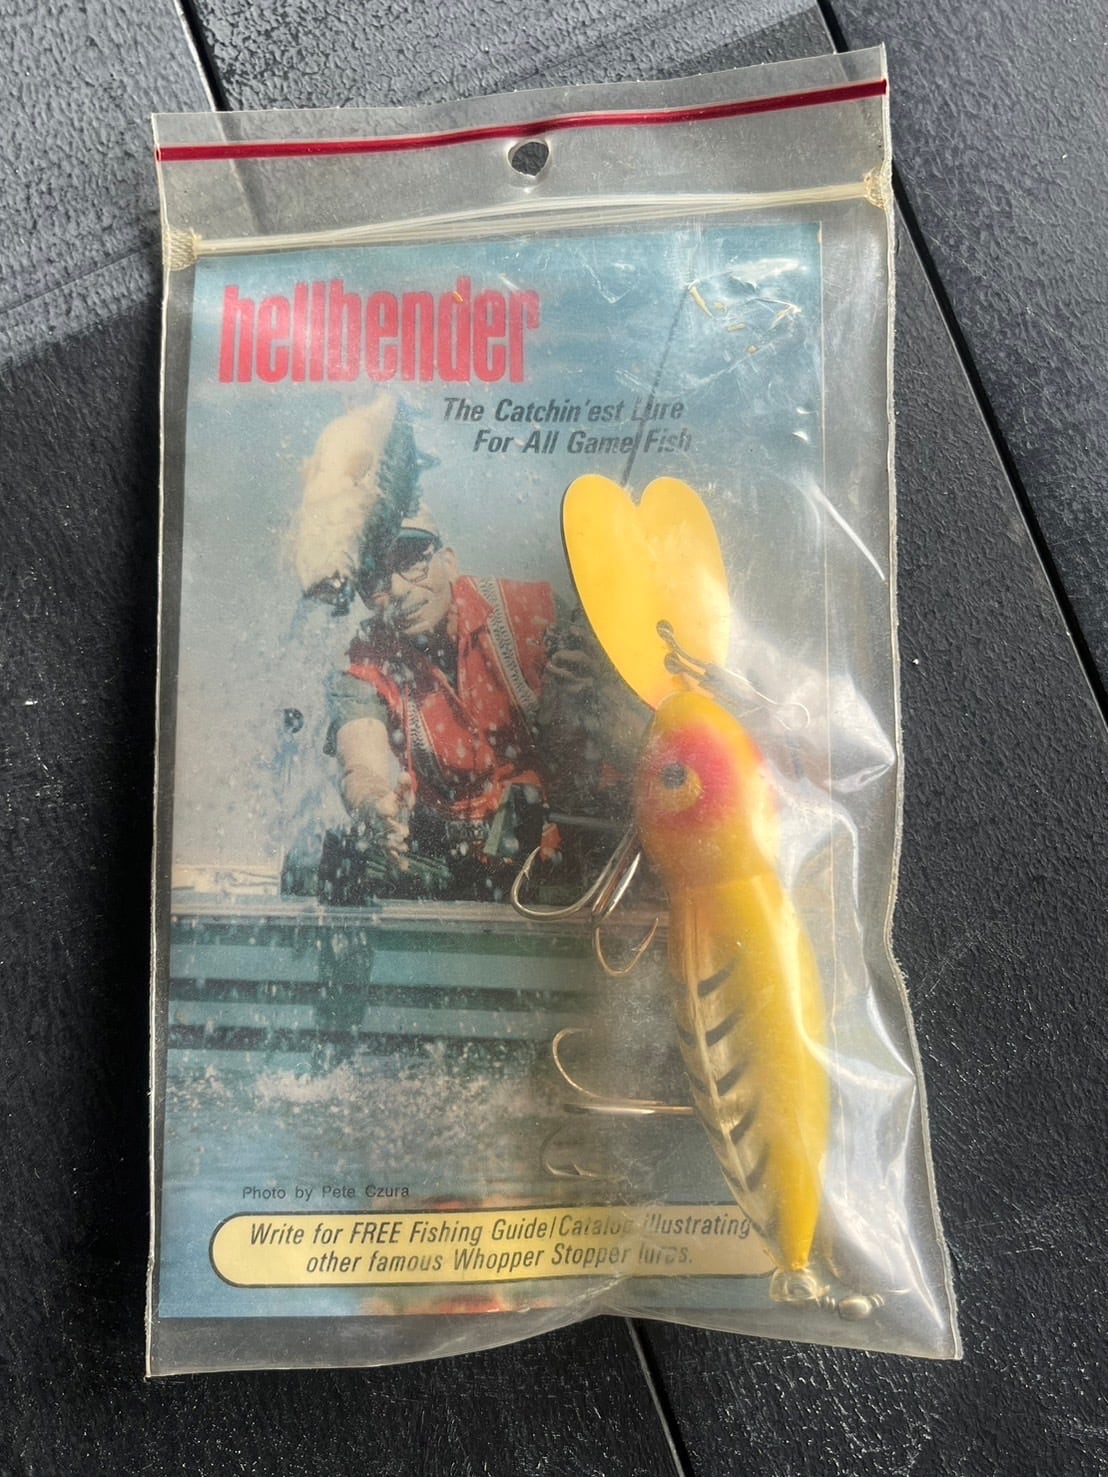 hellbender
The Catchin'est Lure
For All Game Fish
Photo by Pete Czura
Write for FREE Fishing Guide/Catalog illustrating
other famous Whopper Stopper lures.